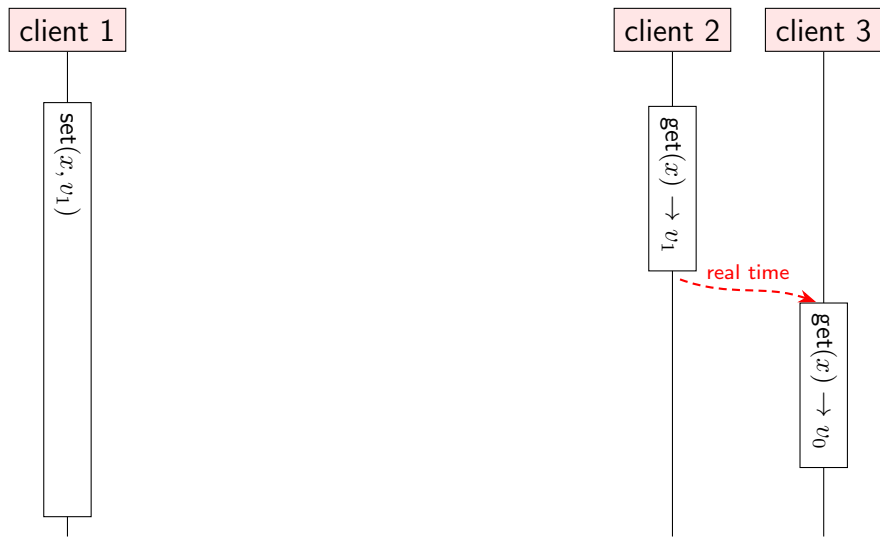 client 1
client 2
client 3
set(x, v₁)
get(x) → v₁
real time
get(x) → v₀